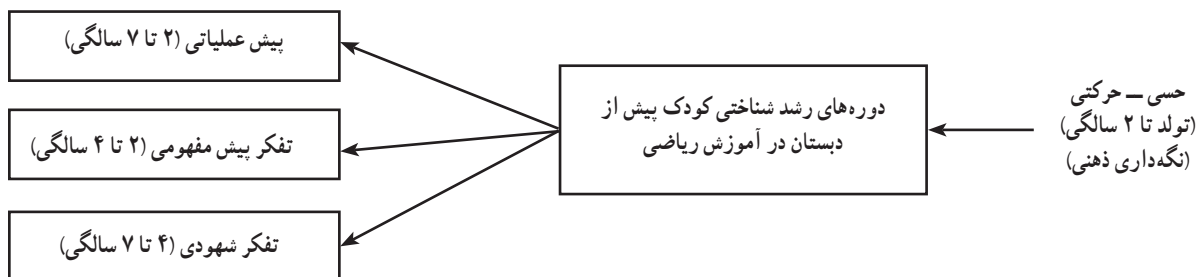 حسی ــ حرکتی
(تولد تا ۲ سالگی)
(نگه‌داری ذهنی)
دوره‌های رشد شناختی کودک پیش از
دبستان در آموزش ریاضی
پیش عملیاتی (۲ تا ۷ سالگی)
تفکر پیش مفهومی (۲ تا ۴ سالگی)
تفکر شهودی (۴ تا ۷ سالگی)